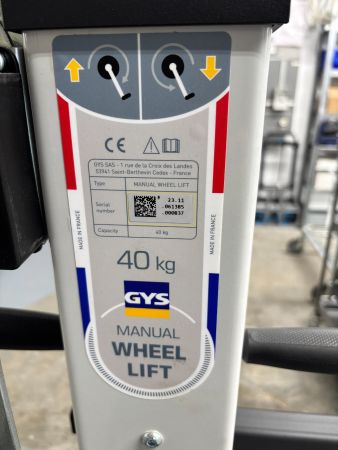 CE
GYS SAS - 1 rue de la Croix des Landes
53941 Saint-Berthevin Cedex - France
Type MANUAL WHEEL LIFT
Serial number 23.11
.061385
.000837
Capacity 40 kg
MADE IN FRANCE
MADE IN FRANCE
40 kg
GYS
MANUAL
WHEEL
LIFT